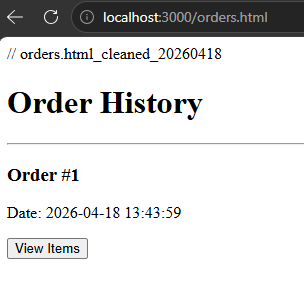 localhost:3000/orders.html
// orders.html_cleaned_20260418
Order History
Order #1
Date: 2026-04-18 13:43:59
View Items